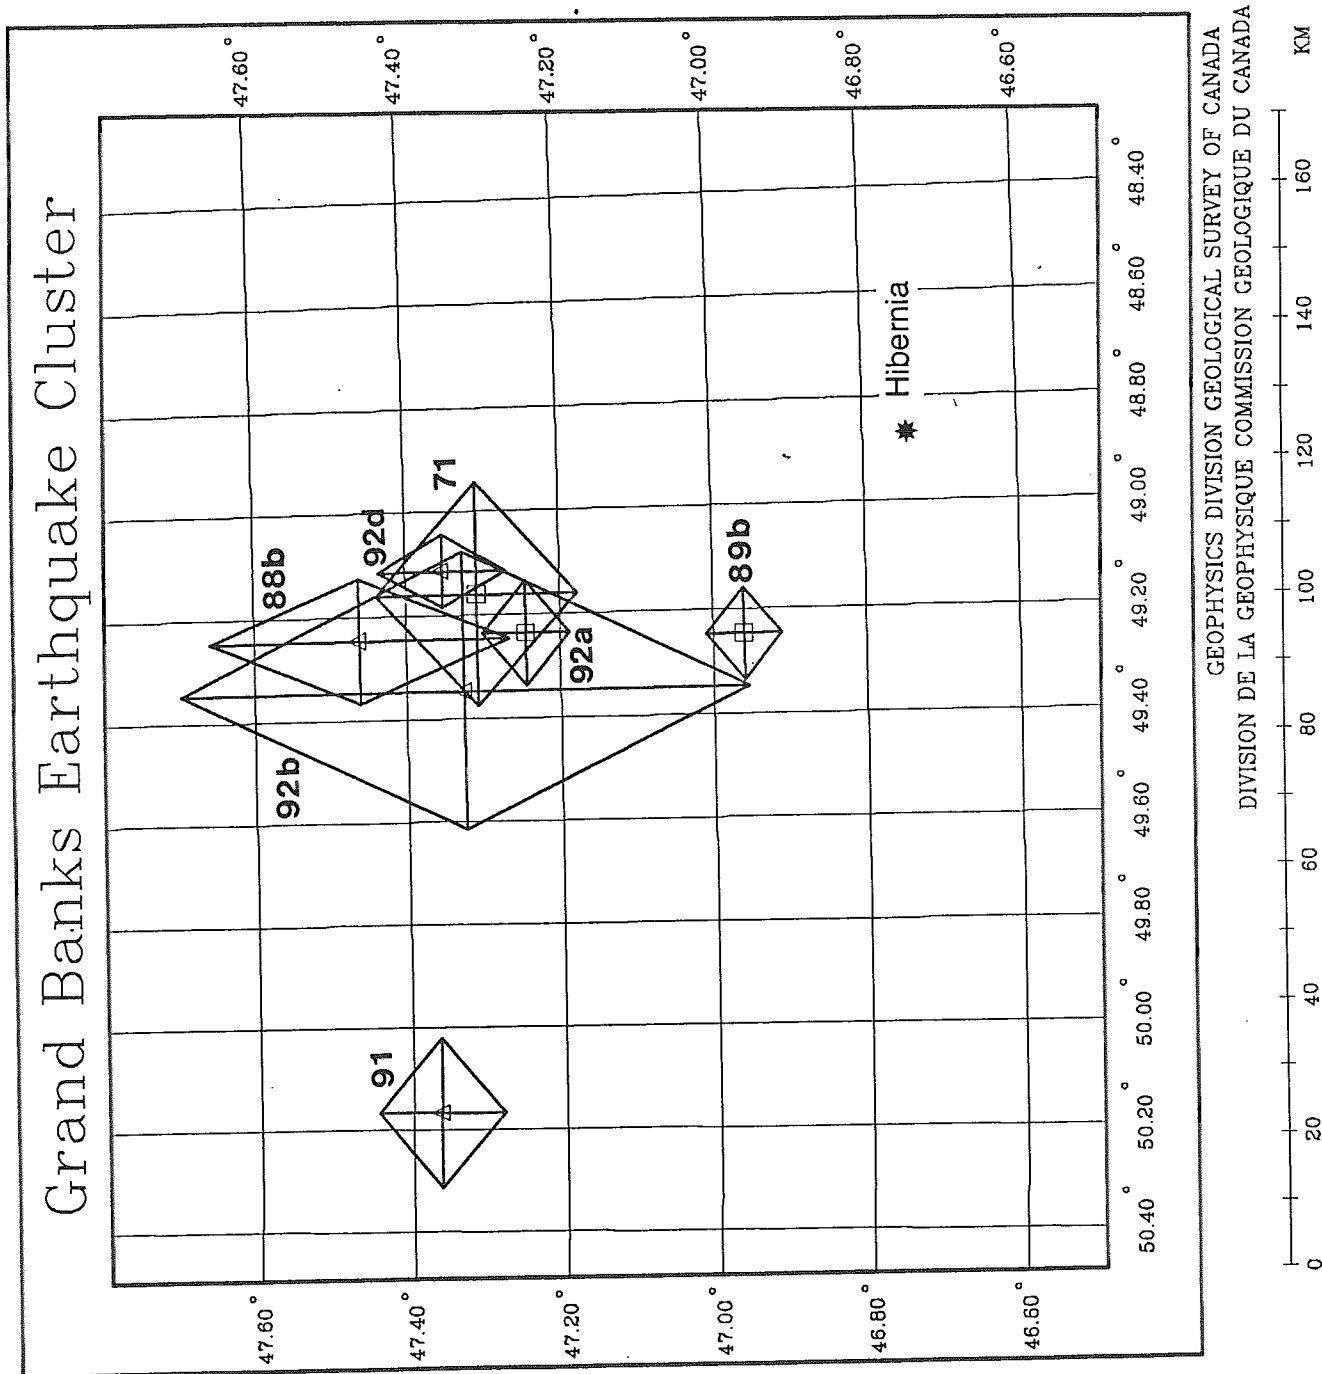 Grand Banks Earthquake Cluster
47.60°
47.40°
47.20°
47.00°
46.80°
46.60°
88b
92d
71
92b
92a
89b
91
Hibernia
47.60°
47.40°
47.20°
47.00°
46.80°
46.60°
50.40°
50.20°
50.00°
49.80°
49.60°
49.40°
49.20°
49.00°
48.80°
48.60°
48.40°
GEOPHYSICS DIVISION GEOLOGICAL SURVEY OF CANADA
DIVISION DE LA GEOPHYSIQUE COMMISSION GEOLOGIQUE DU CANADA
0 20 40 60 80 100 120 140 160 KM